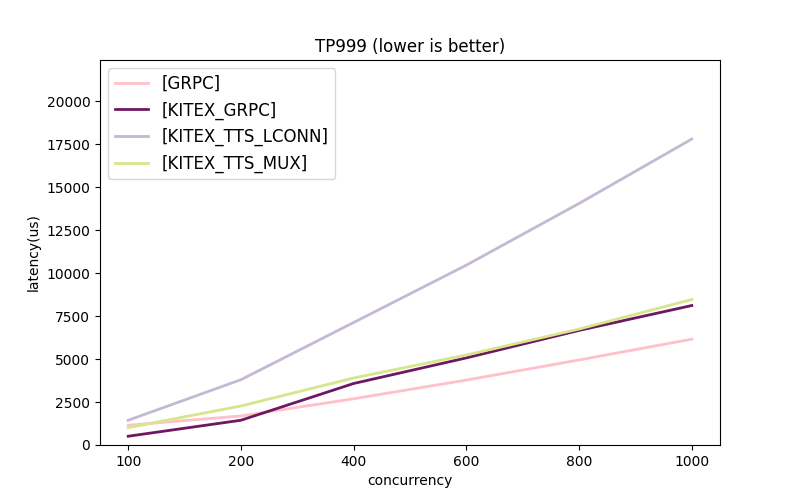 TP999 (lower is better)
[GRPC]
[KITEX_GRPC]
[KITEX_TTS_LCONN]
[KITEX_TTS_MUX]
latency(us)
20000
17500
15000
12500
10000
7500
5000
2500
0
100 200 400 600 800 1000
concurrency